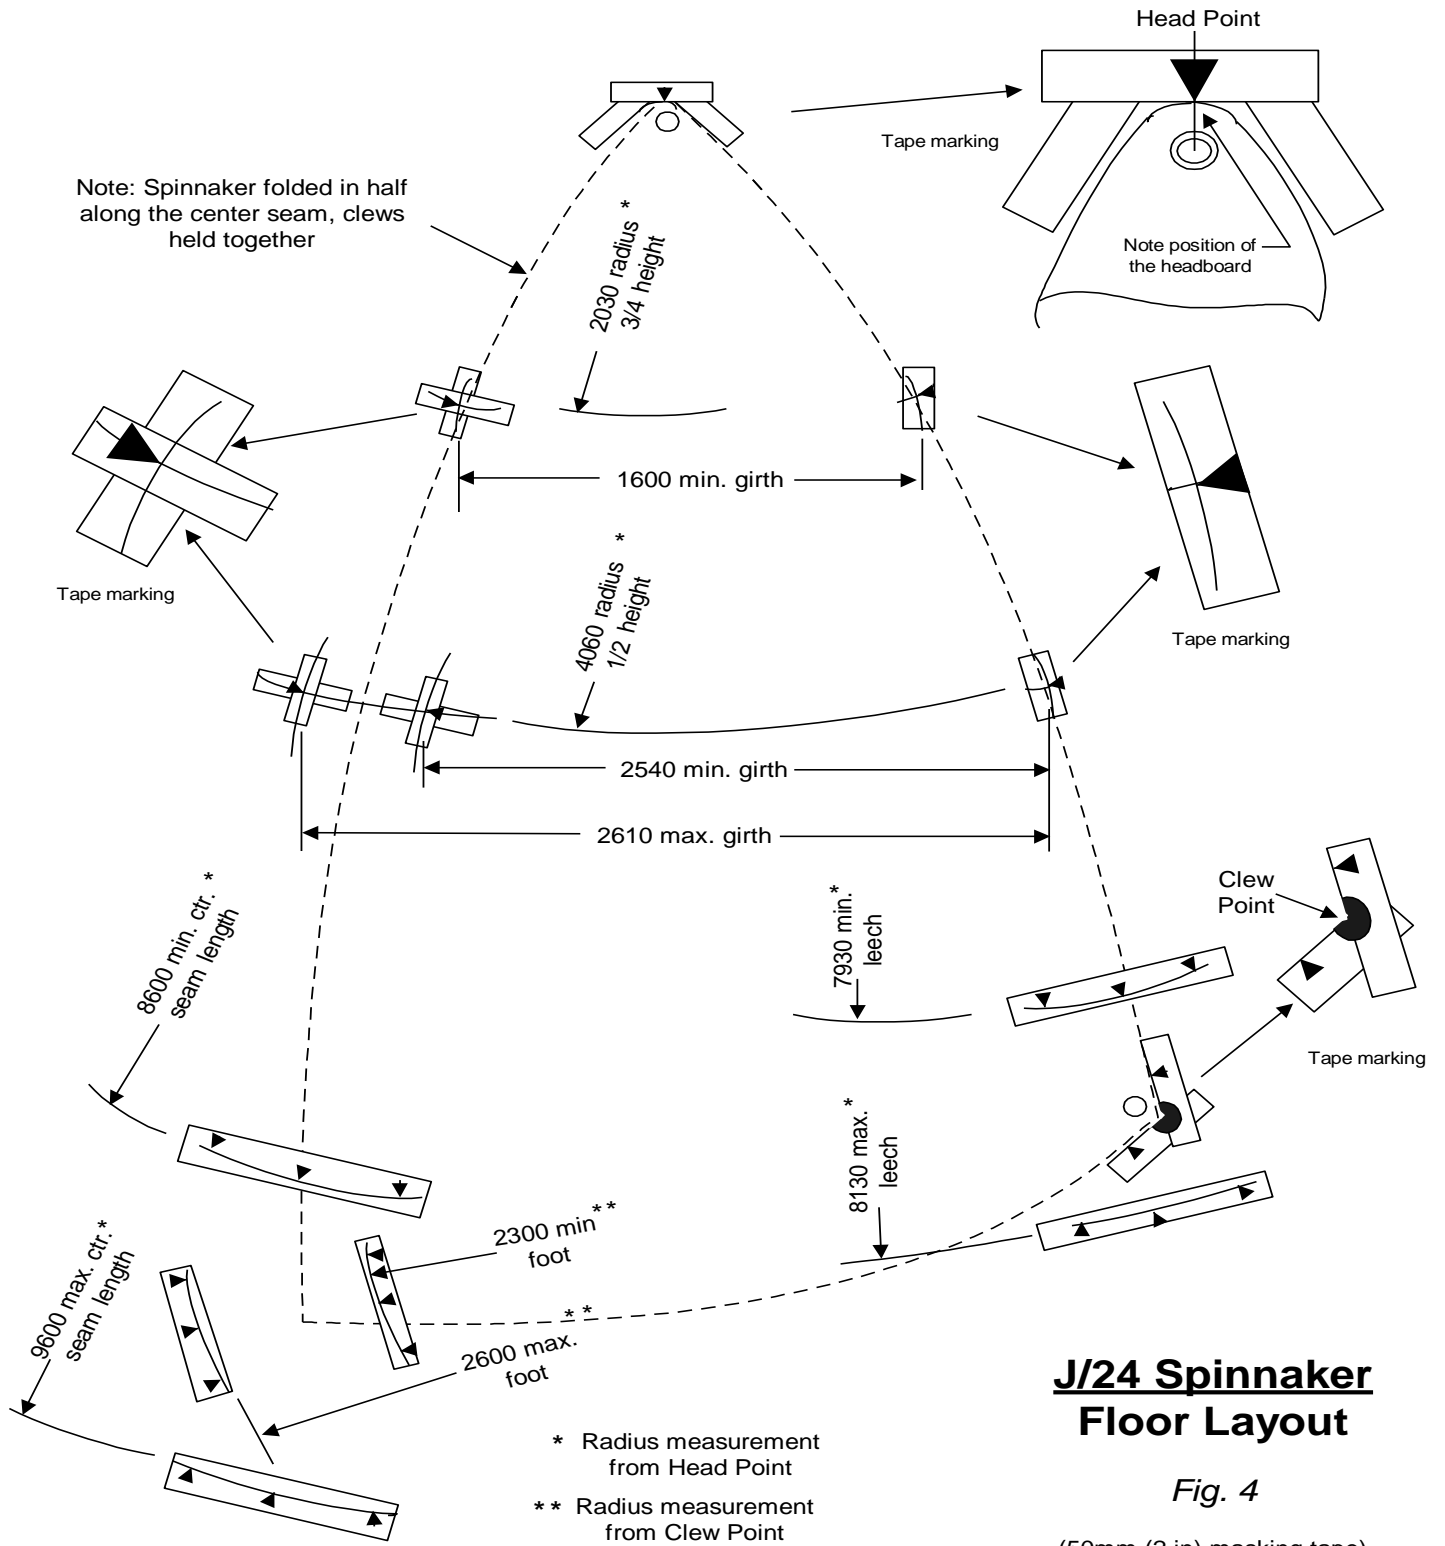 Head Point
Tape marking
Note: Spinnaker folded in half
along the center seam, clews
held together
Note position of
the headboard
2030 radius *
3/4 height
1600 min. girth
Tape marking
4060 radius *
1/2 height
Tape marking
2540 min. girth
2610 max. girth
Clew
Point
8600 min. ctr. *
seam length
7930 min. *
leech
Tape marking
8130 max. *
leech
2300 min **
foot
9600 max. ctr. *
seam length
2600 max. **
foot
J/24 Spinnaker
Floor Layout
* Radius measurement
from Head Point
Fig. 4
** Radius measurement
from Clew Point
(50mm (2 in) masking tape)